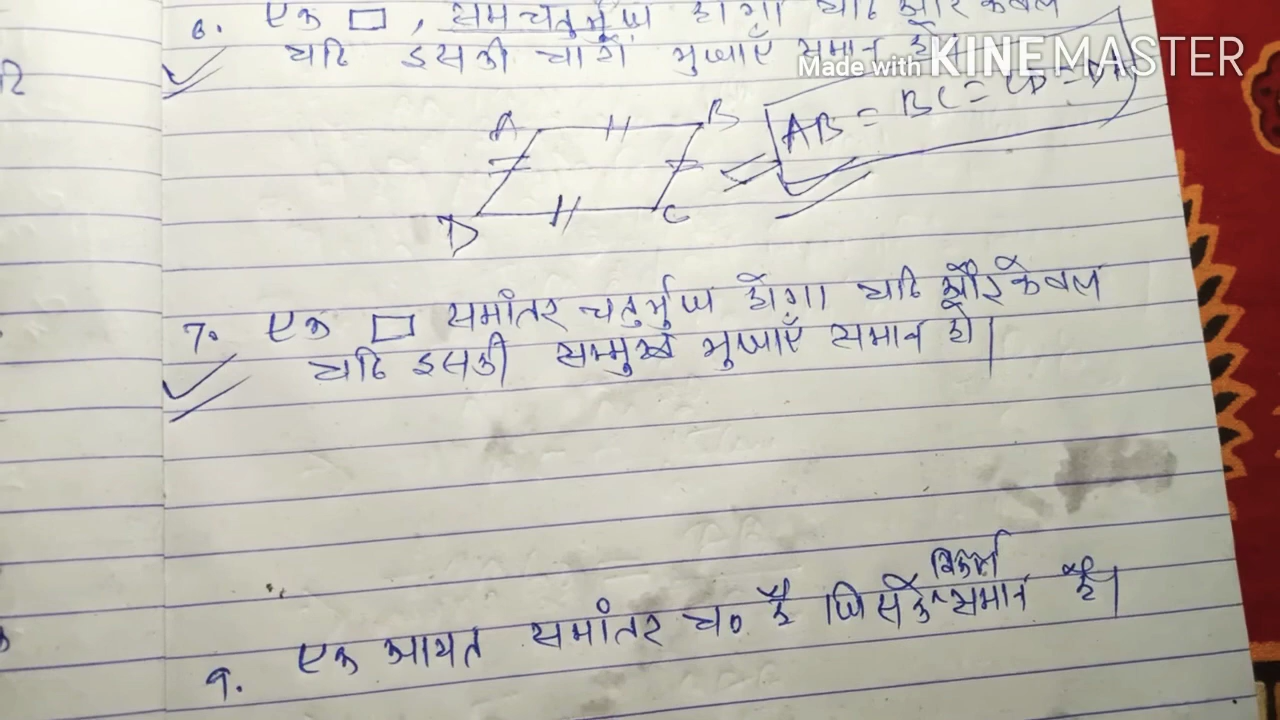 6. एक □, समचतुर्भुज होगा यदि और केवल
यदि इसकी चारों भुजाएँ समान हो
Made with KINEMASTER
A B
AB = BC = CD = DA
D C
7. एक □ समांतर चतुर्भुज होगा यदि और केवल
यदि इसकी सम्मुख भुजाएँ समान हो।
विकर्ण
9. एक आयत समांतर च० है जिसके ^ समान है।